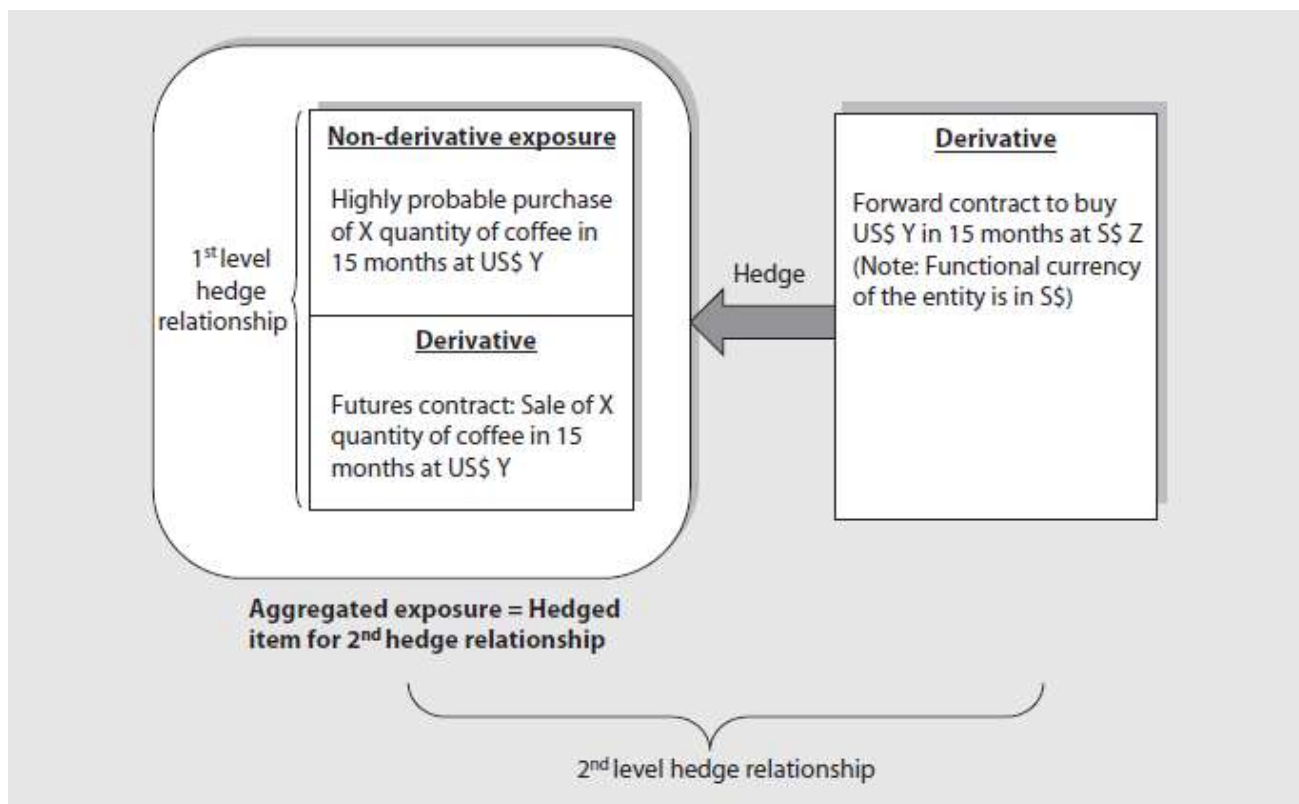 1st level
hedge
relationship
Non-derivative exposure
Highly probable purchase
of X quantity of coffee in
15 months at US$ Y
Derivative
Futures contract: Sale of X
quantity of coffee in 15
months at US$ Y
Hedge
Derivative
Forward contract to buy
US$ Y in 15 months at S$ Z
(Note: Functional currency
of the entity is in S$)
Aggregated exposure = Hedged
item for 2nd hedge relationship
2nd level hedge relationship